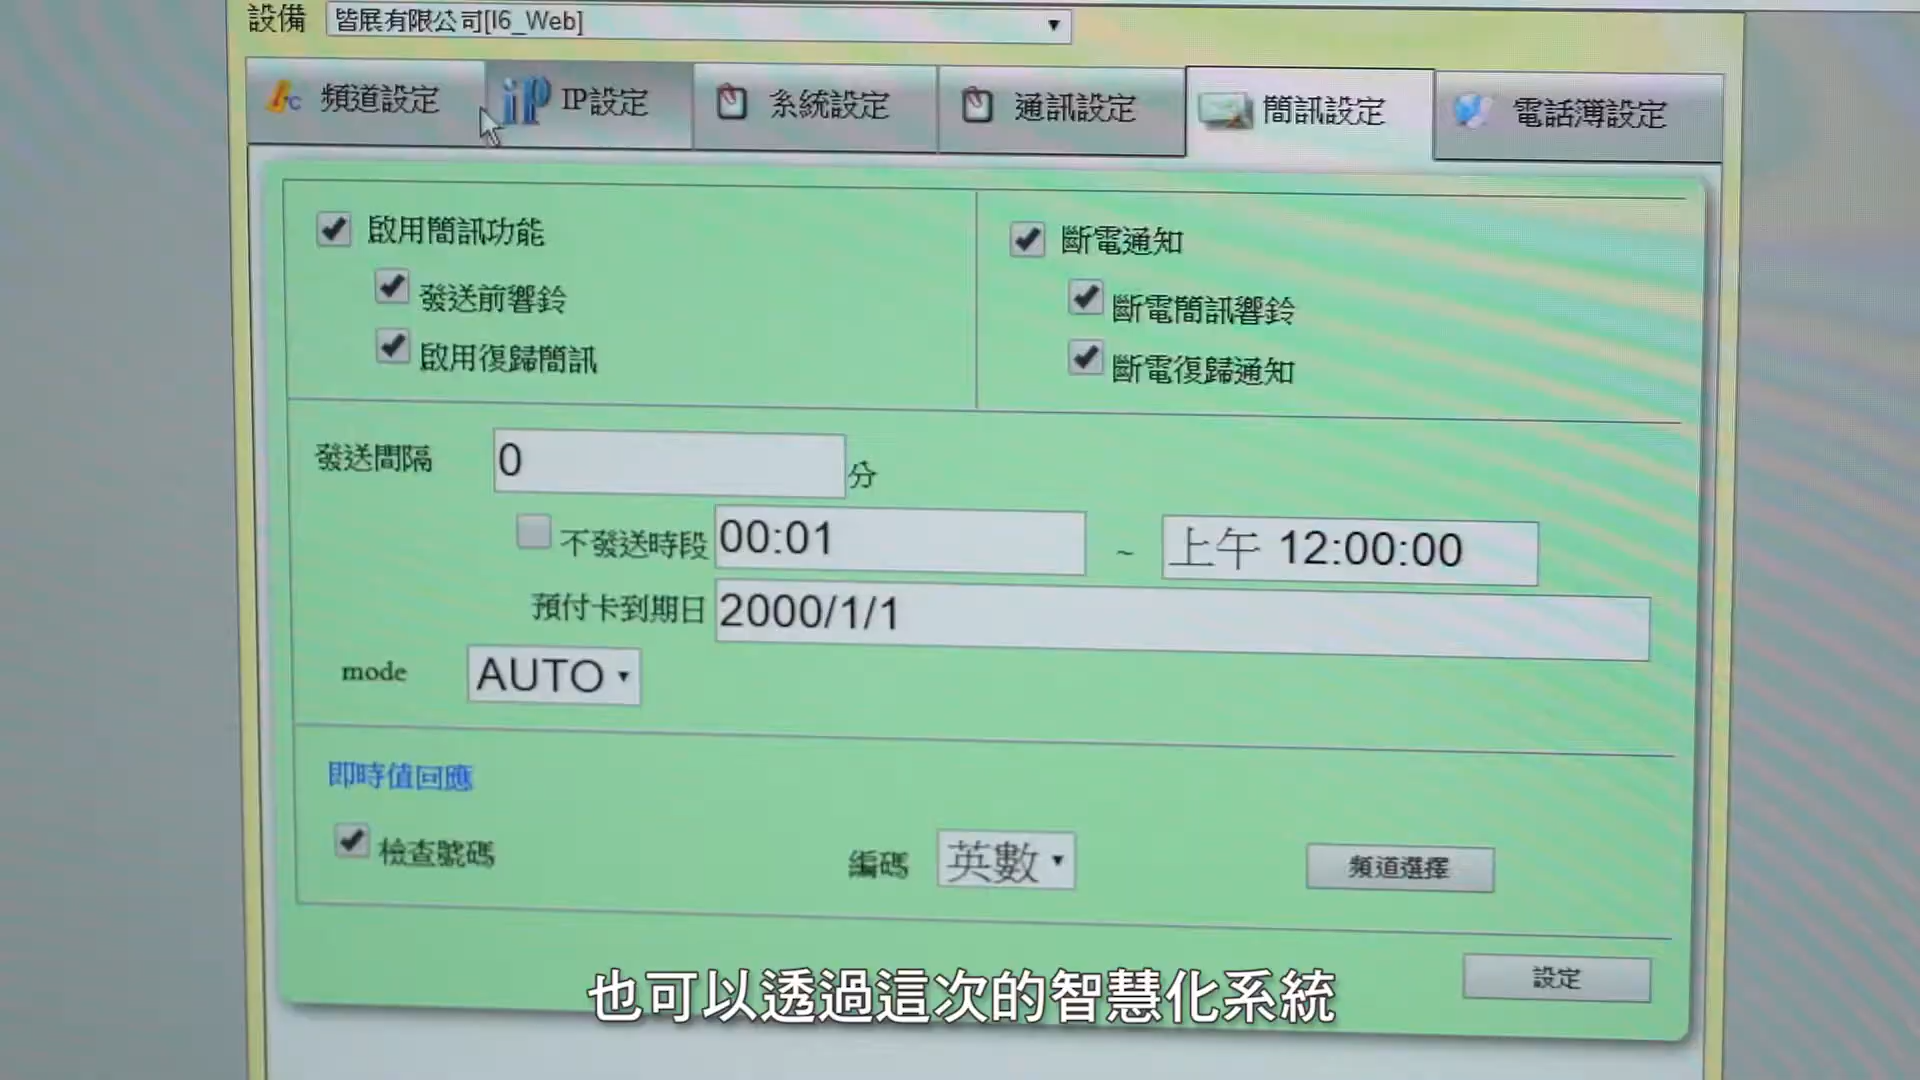 設備 皆展有限公司[I6_Web]
頻道設定 IP設定 系統設定 通訊設定 簡訊設定 電話簿設定
啟用簡訊功能 斷電通知
發送前響鈴 斷電簡訊響鈴
啟用復歸簡訊 斷電復歸通知
發送間隔 0 分
不發送時段 00:01 ~ 上午 12:00:00
預付卡到期日 2000/1/1
mode AUTO
即時值回應
檢查號碼 編碼 英數 頻道選擇
設定
也可以透過這次的智慧化系統